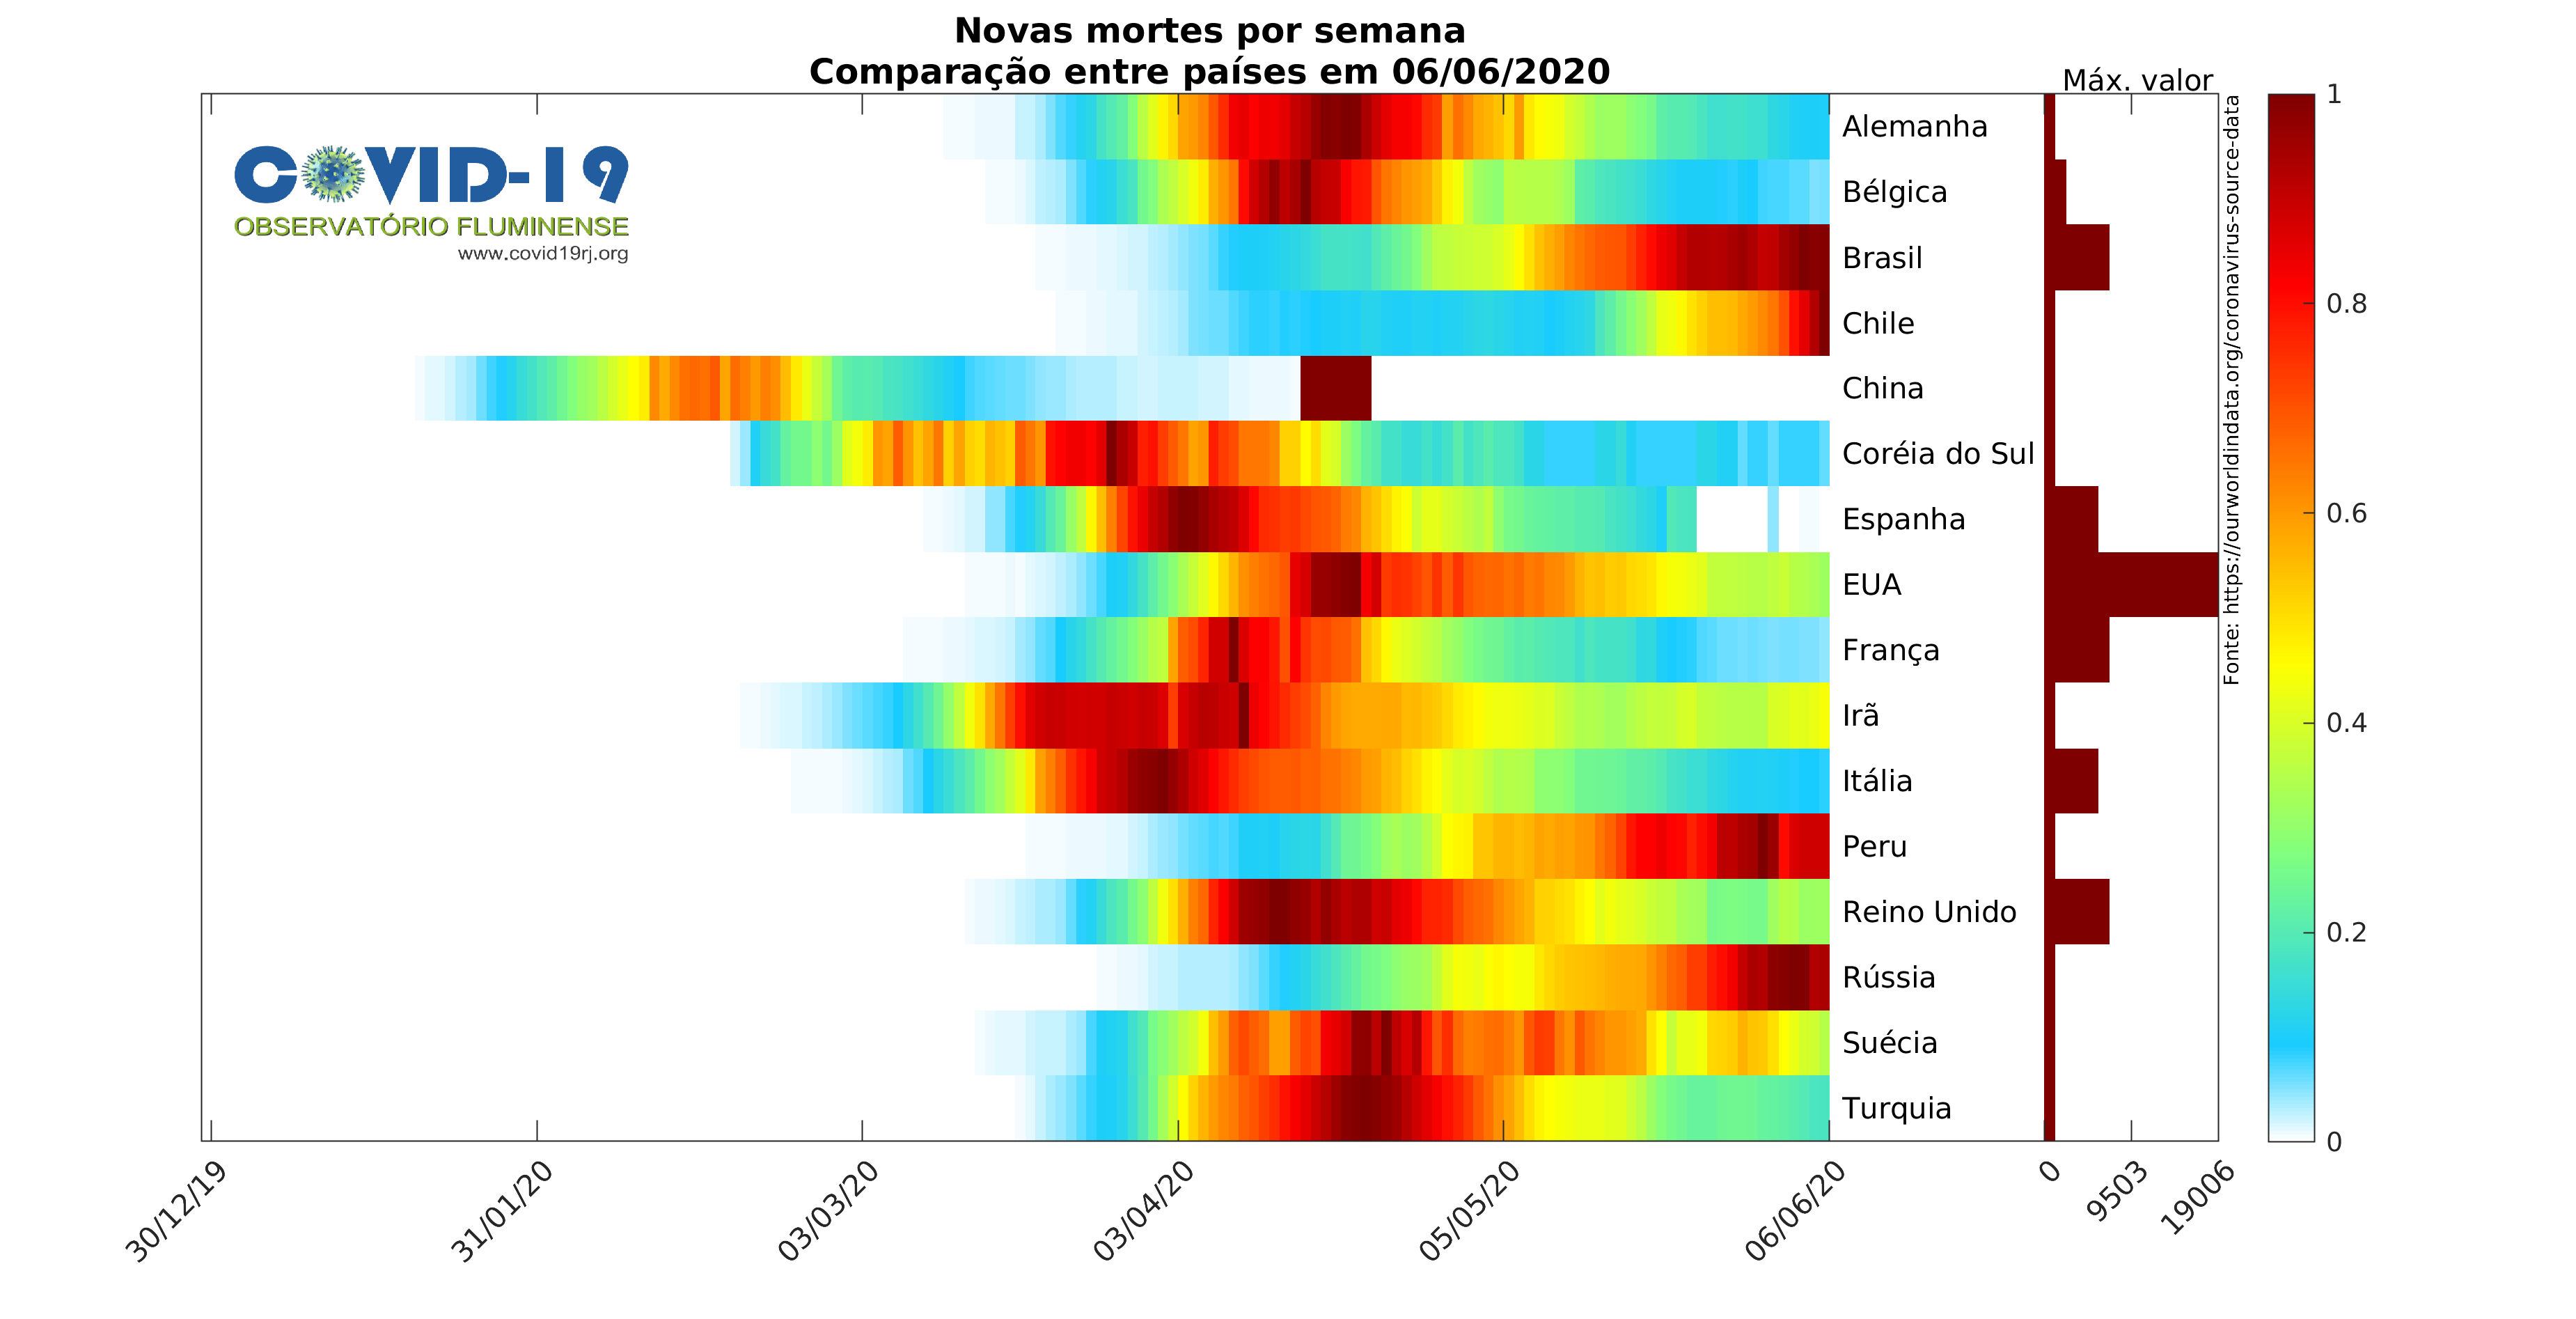 Novas mortes por semana
Comparação entre países em 06/06/2020
Máx. valor
COVID-19
OBSERVATÓRIO FLUMINENSE
www.covid19rj.org
Alemanha
Bélgica
Brasil
Chile
China
Coréia do Sul
Espanha
EUA
França
Irã
Itália
Peru
Reino Unido
Rússia
Suécia
Turquia
30/12/19
31/01/20
03/03/20
03/04/20
05/05/20
06/06/20
0
9503
19006
Fonte: https://ourworldindata.org/coronavirus-source-data
1
0.8
0.6
0.4
0.2
0